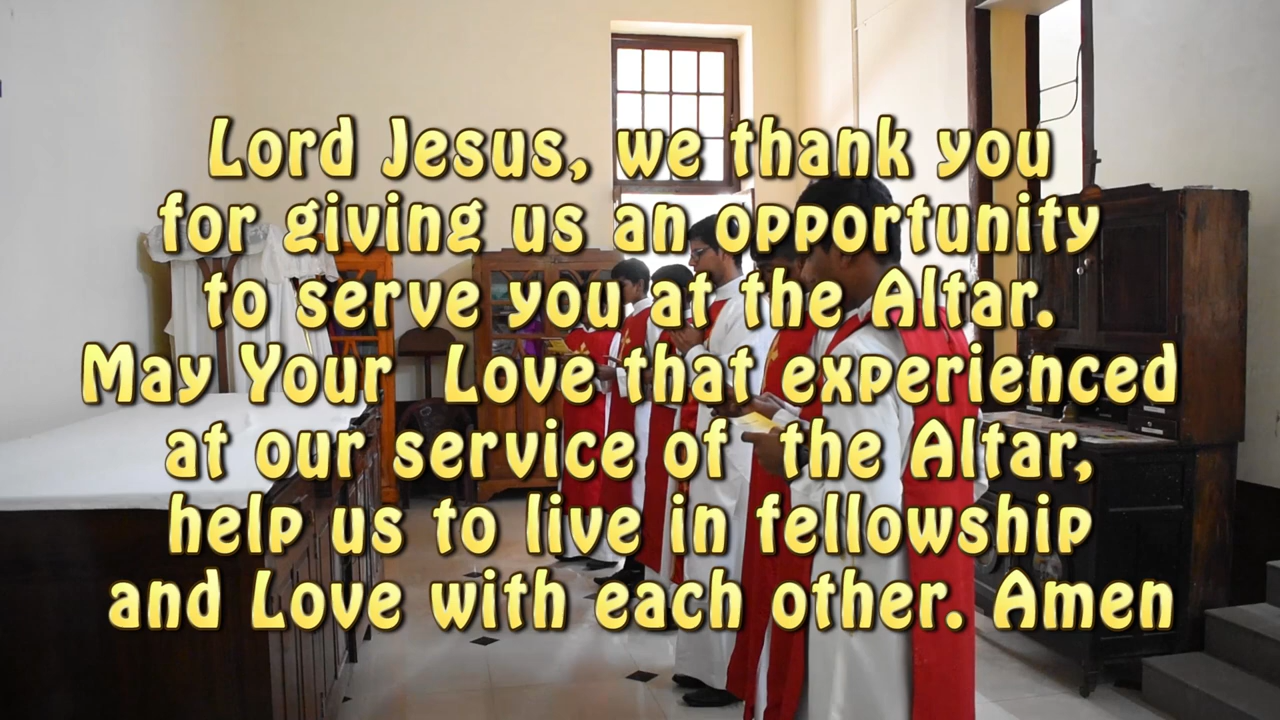 Lord Jesus, we thank you
for giving us an opportunity
to serve you at the Altar.
May Your Love that experienced
at our service of the Altar,
help us to live in fellowship
and Love with each other. Amen